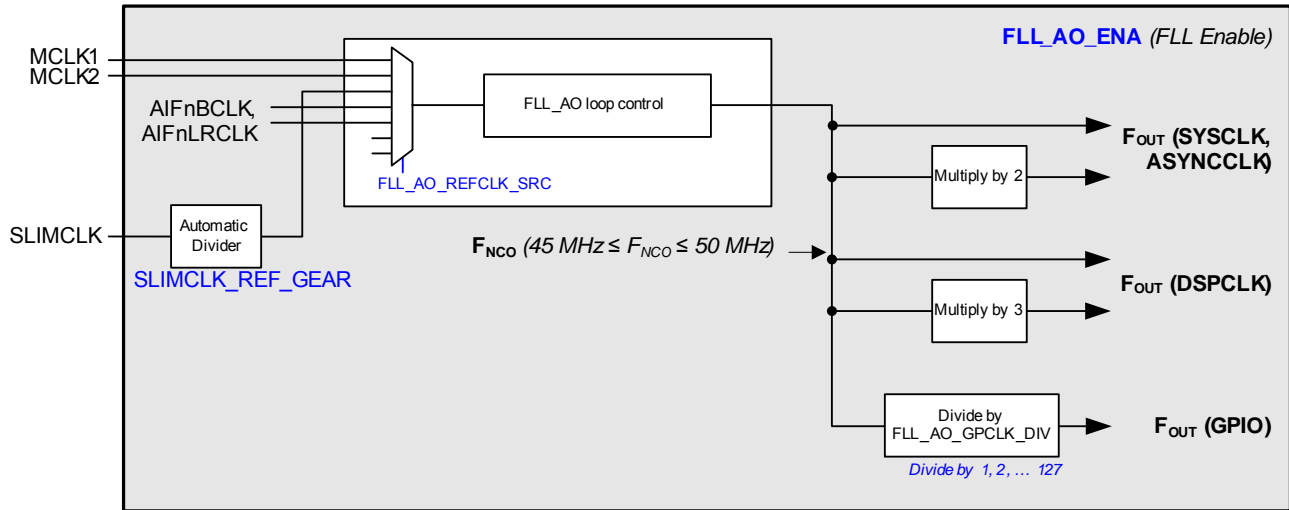 FLL_AO_ENA (FLL Enable)
MCLK1
MCLK2
AIFnBCLK,
AIFnLRCLK
FLL_AO loop control
FLL_AO_REFCLK_SRC
SLIMCLK
Automatic
Divider
SLIMCLK_REF_GEAR
FNCO (45 MHz ≤ FNCO ≤ 50 MHz)
FOUT (SYSCLK,
ASYNCCLK)
Multiply by 2
FOUT (DSPCLK)
Multiply by 3
Divide by
FLL_AO_GPCLK_DIV
FOUT (GPIO)
Divide by 1, 2, … 127